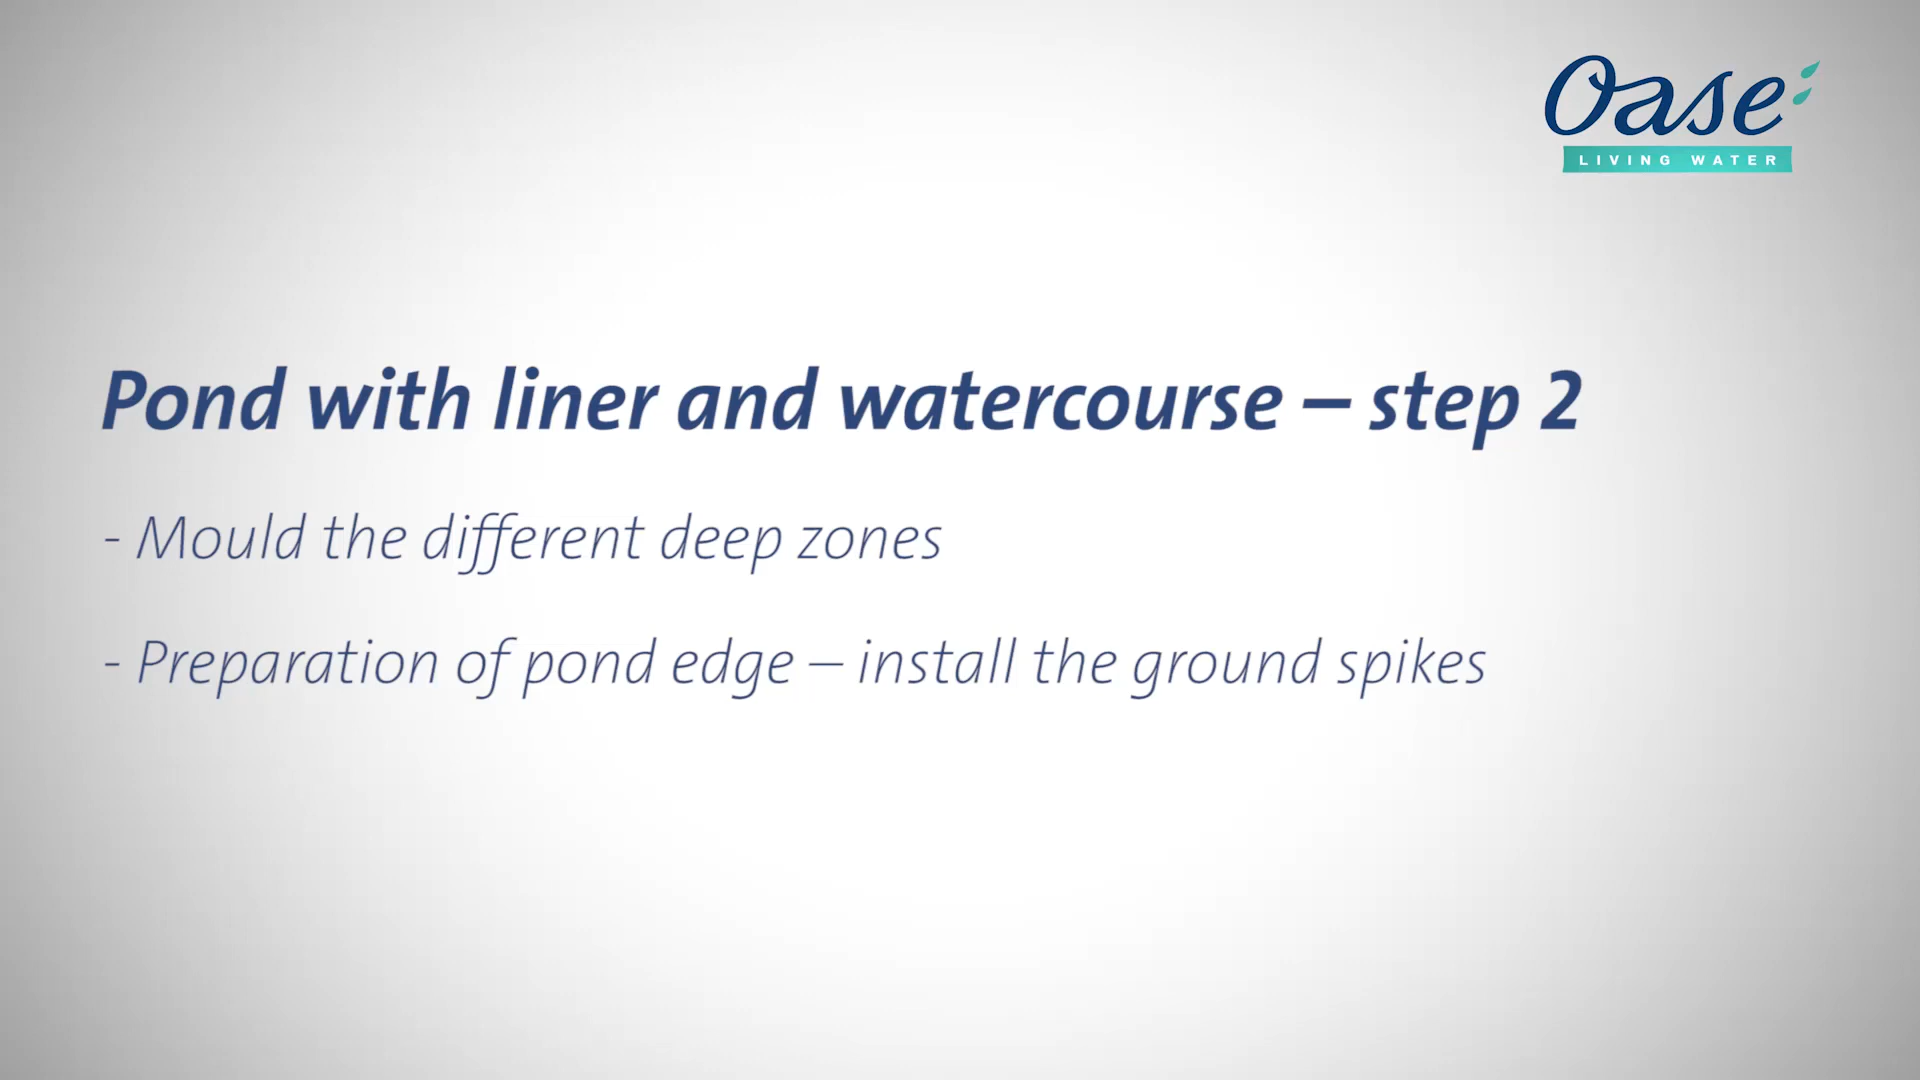 Oase
LIVING WATER
Pond with liner and watercourse – step 2
- Mould the different deep zones
- Preparation of pond edge – install the ground spikes